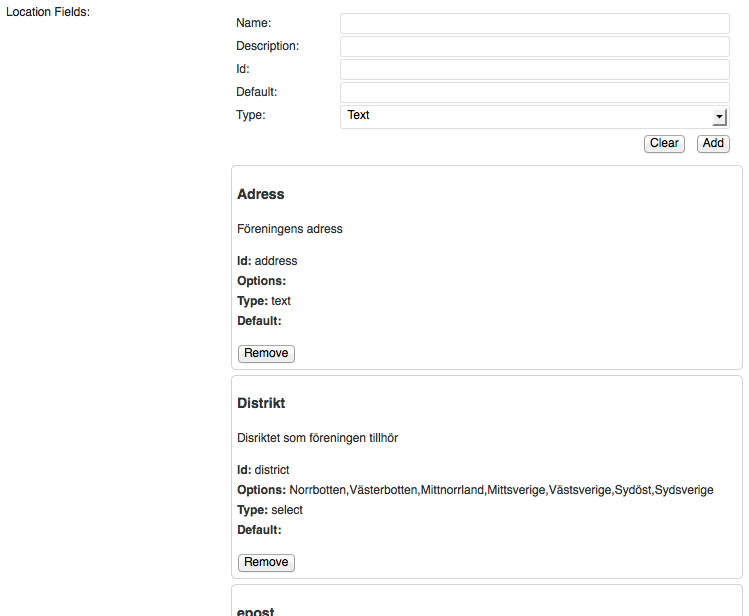 Location Fields:
Name:
Description:
Id:
Default:
Type: Text
Clear Add
Adress
Föreningens adress
Id: address
Options:
Type: text
Default:
Remove
Distrikt
Disriktet som föreningen tillhör
Id: district
Options: Norrbotten,Västerbotten,Mittnorrland,Mittsverige,Västsverige,Sydöst,Sydsverige
Type: select
Default:
Remove
epost